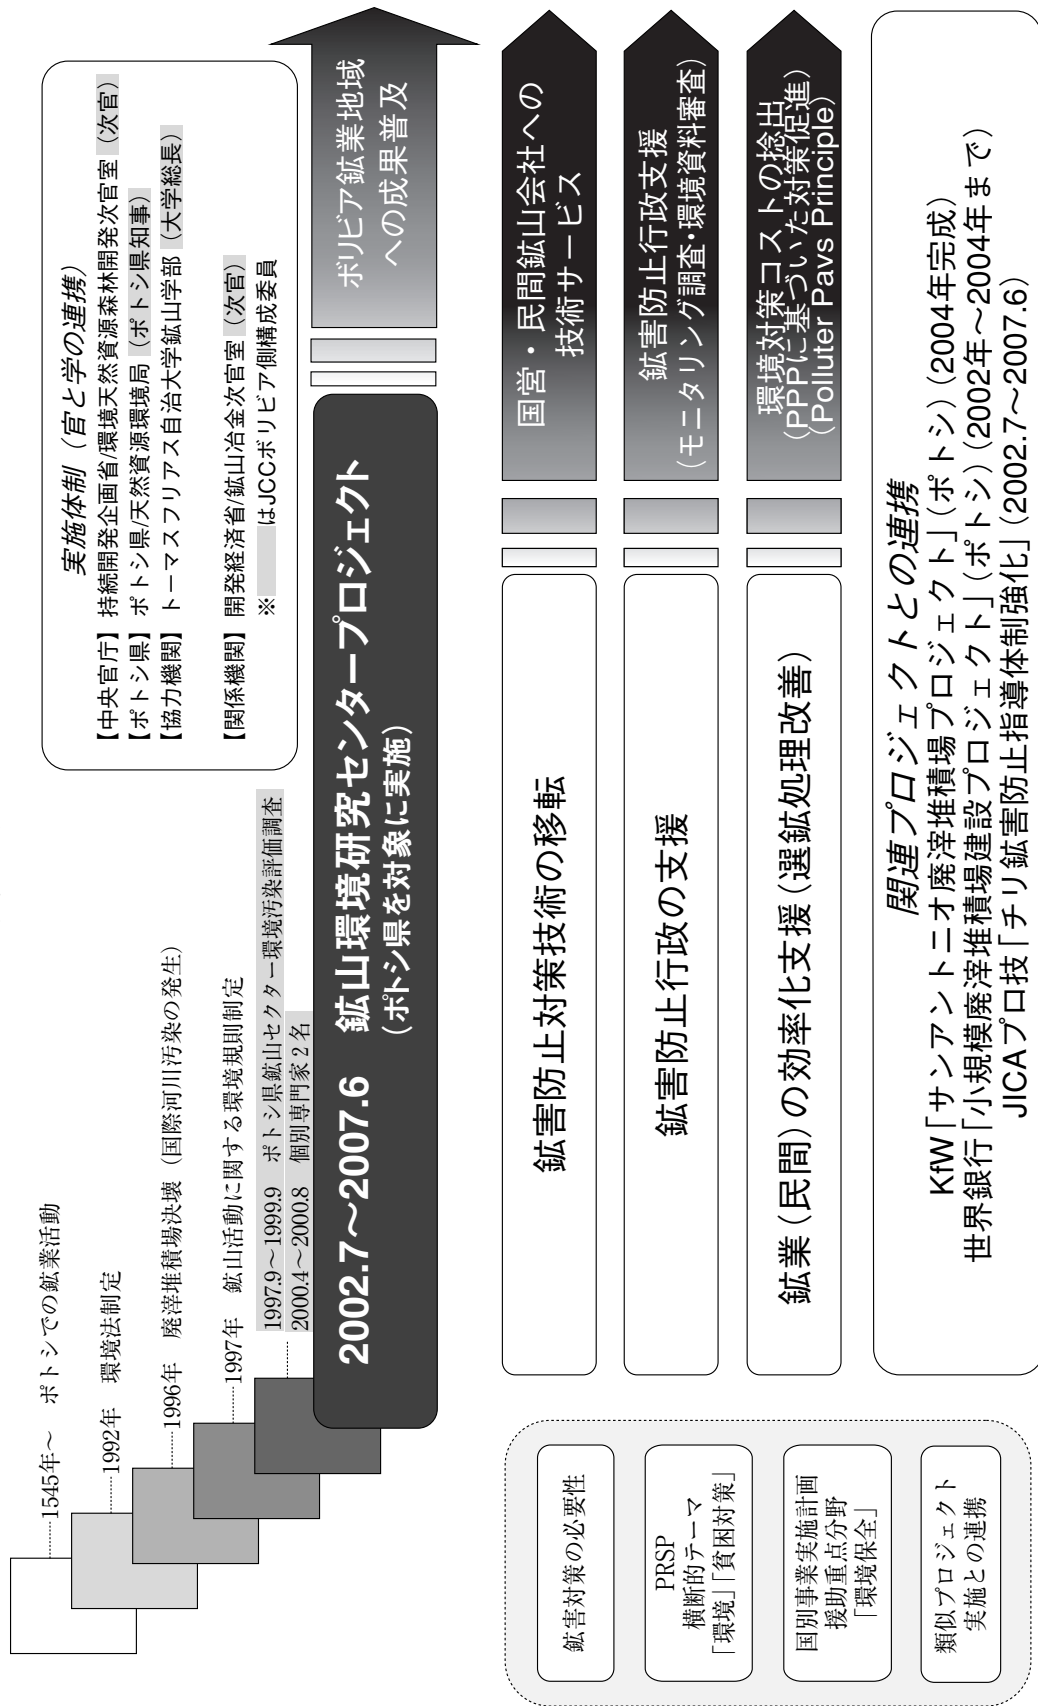 1545年～　ポトシでの鉱業活動
1992年　環境法制定
1996年　廃滓堆積場決壊（国際河川汚染の発生）
1997年　鉱山活動に関する環境規則制定
1997.9～1999.9　ポトシ県鉱山セクター環境汚染評価調査
2000.4～2000.8　個別専門家2名
実施体制（官と学の連携）
【中央官庁】持続開発企画省/環境天然資源森林開発次官室（次官）
【ポトシ県】ポトシ県/天然資源環境局（ポトシ県知事）
【協力機関】トーマスフリアス自治大学鉱山学部（大学総長）
【関係機関】開発経済省/鉱山冶金次官室（次官）
※　　はJCCボリビア側構成委員
2002.7～2007.6　鉱山環境研究センタープロジェクト
（ポトシ県を対象に実施）
ボリビア鉱業地域
への成果普及
鉱害対策の必要性
PRSP
横断的テーマ
「環境」「貧困対策」
国別事業実施計画
援助重点分野
「環境保全」
類似プロジェクト
実施との連携
鉱害防止対策技術の移転
国営・民間鉱山会社への
技術サービス
鉱害防止行政の支援
鉱害防止行政支援
（モニタリング調査・環境資料審査）
鉱業（民間）の効率化支援（選鉱処理改善）
環境対策コストの捻出
（PPPに基づいた対策促進）
（Polluter Pavs Principle）
関連プロジェクトとの連携
KfW「サンアントニオ廃滓堆積場プロジェクト」（ポトシ）（2004年完成）
世界銀行「小規模廃滓堆積場建設プロジェクト」（ポトシ）（2002年～2004年まで）
JICAプロ技「チリ鉱害防止指導体制強化」（2002.7～2007.6）